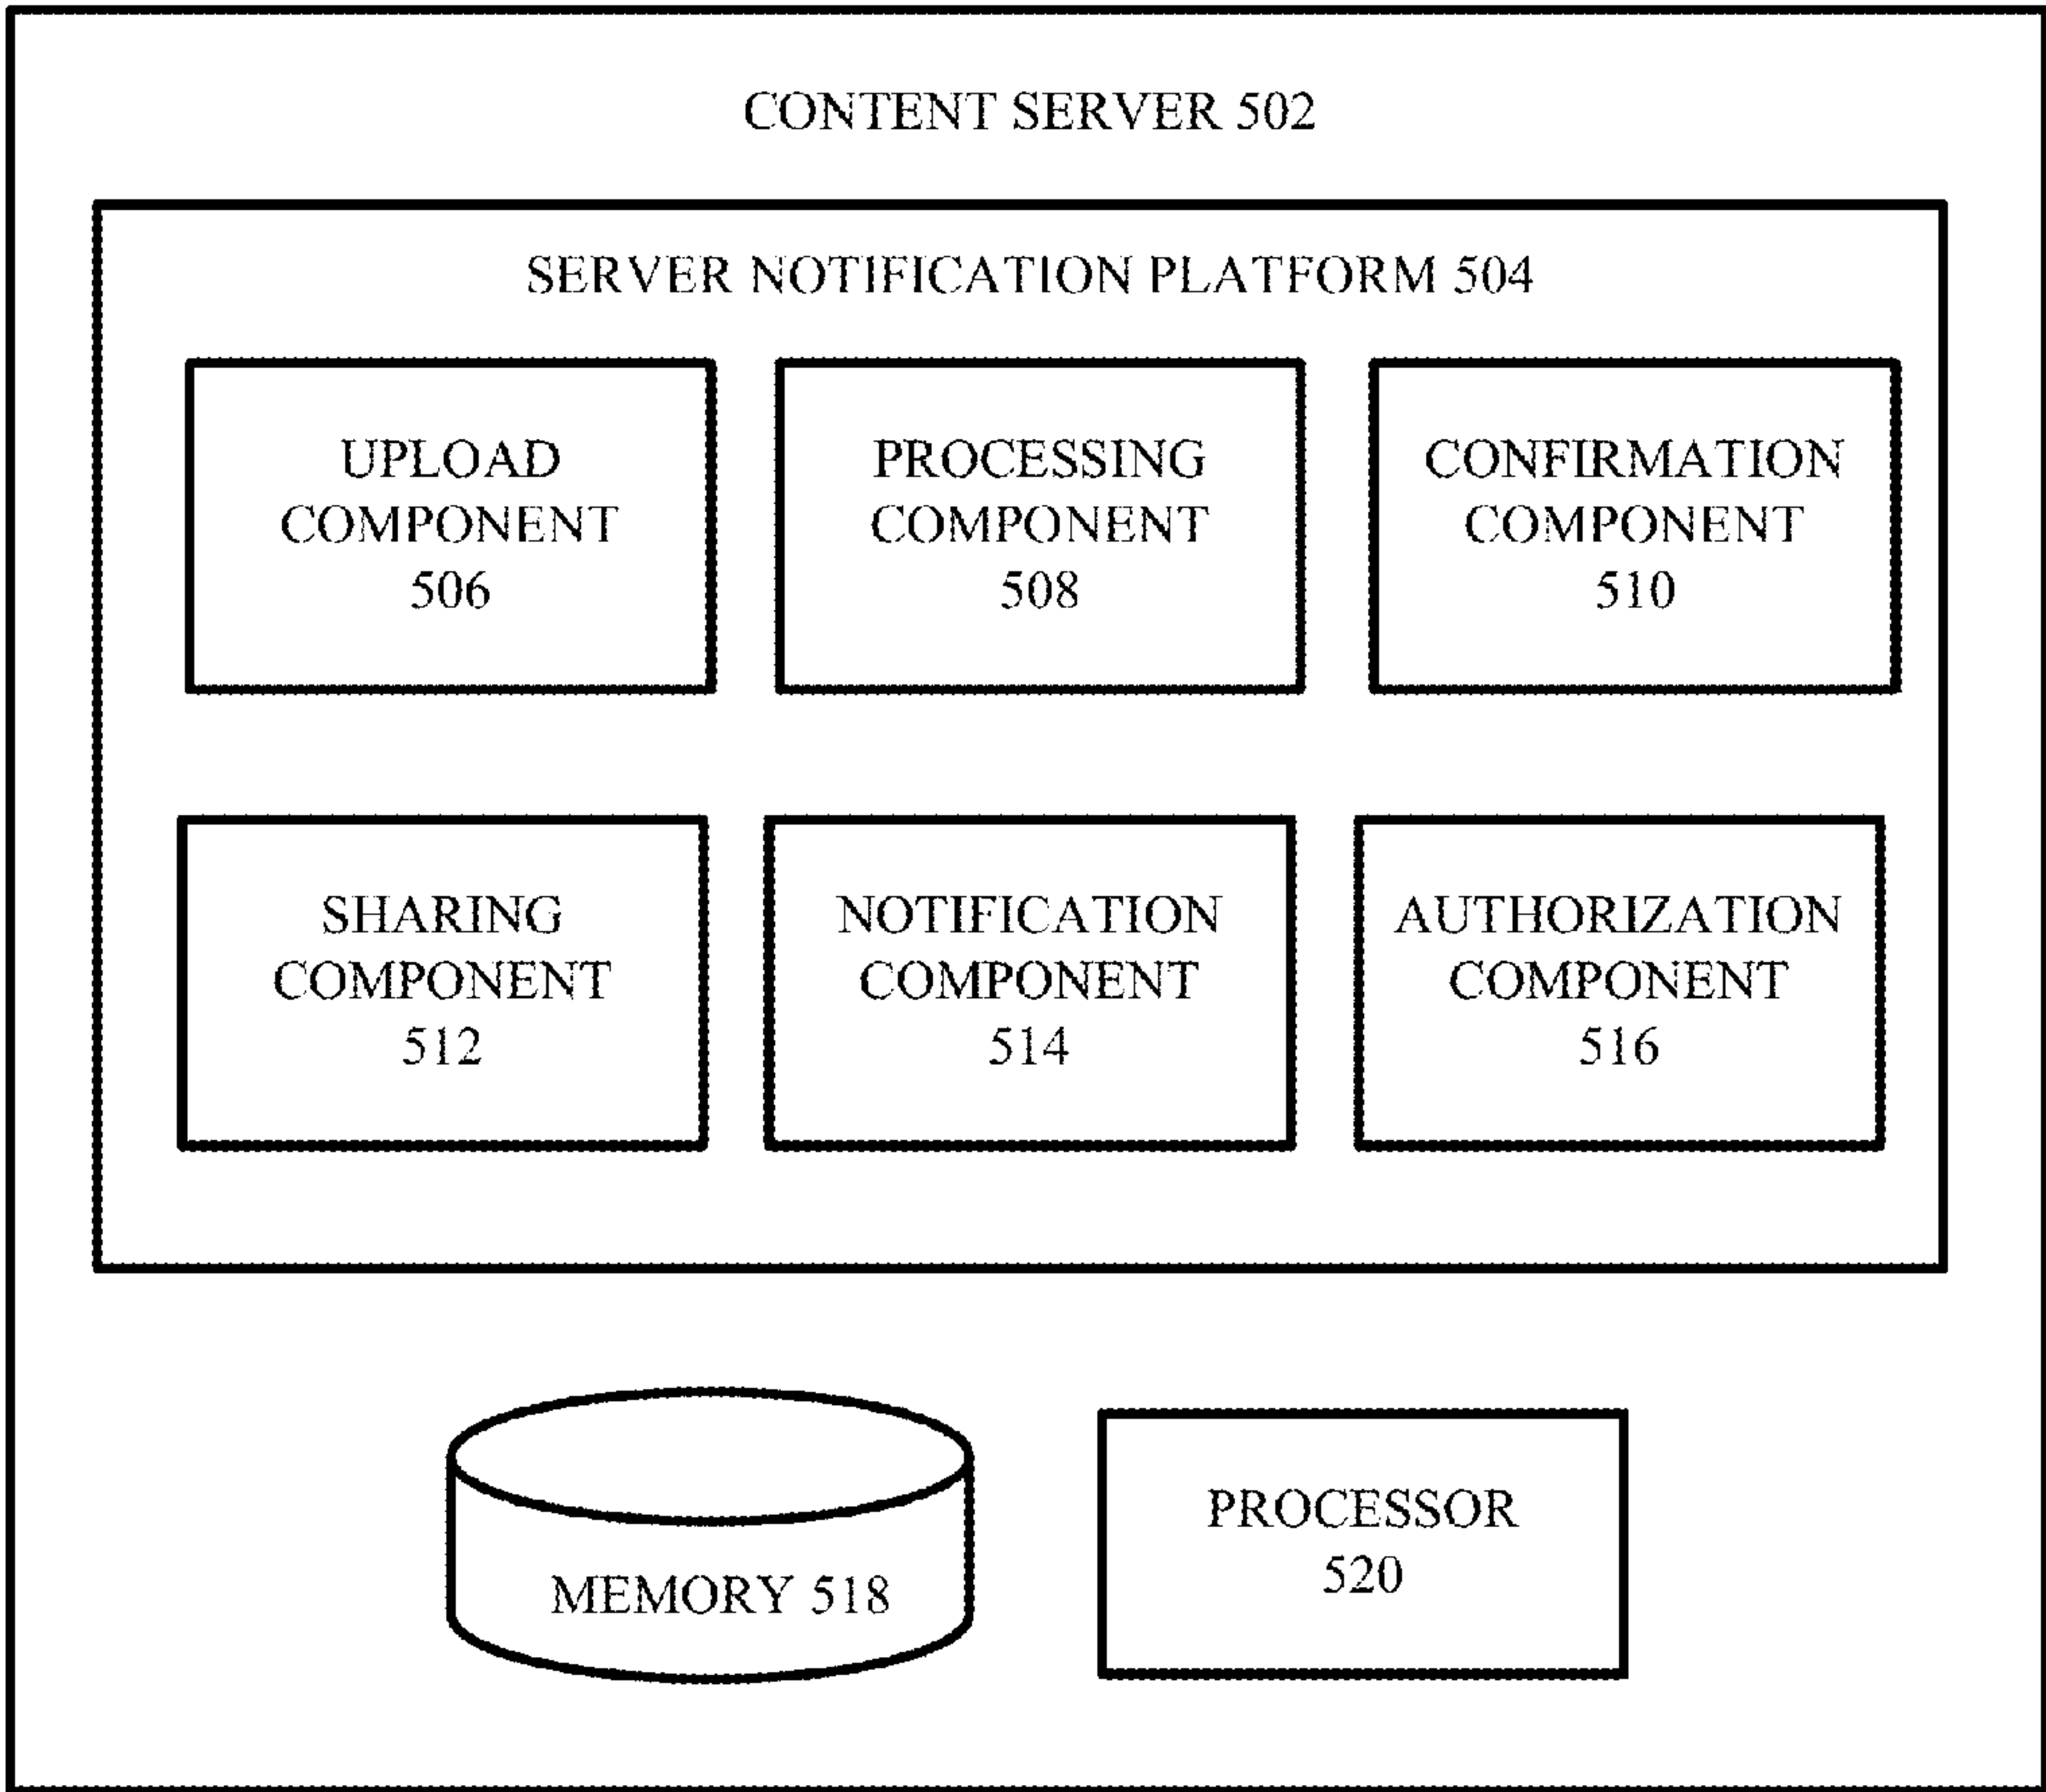 CONTENT SERVER 502
SERVER NOTIFICATION PLATFORM 504
UPLOAD
COMPONENT
506
PROCESSING
COMPONENT
508
CONFIRMATION
COMPONENT
510
SHARING
COMPONENT
512
NOTIFICATION
COMPONENT
514
AUTHORIZATION
COMPONENT
516
MEMORY 518
PROCESSOR
520